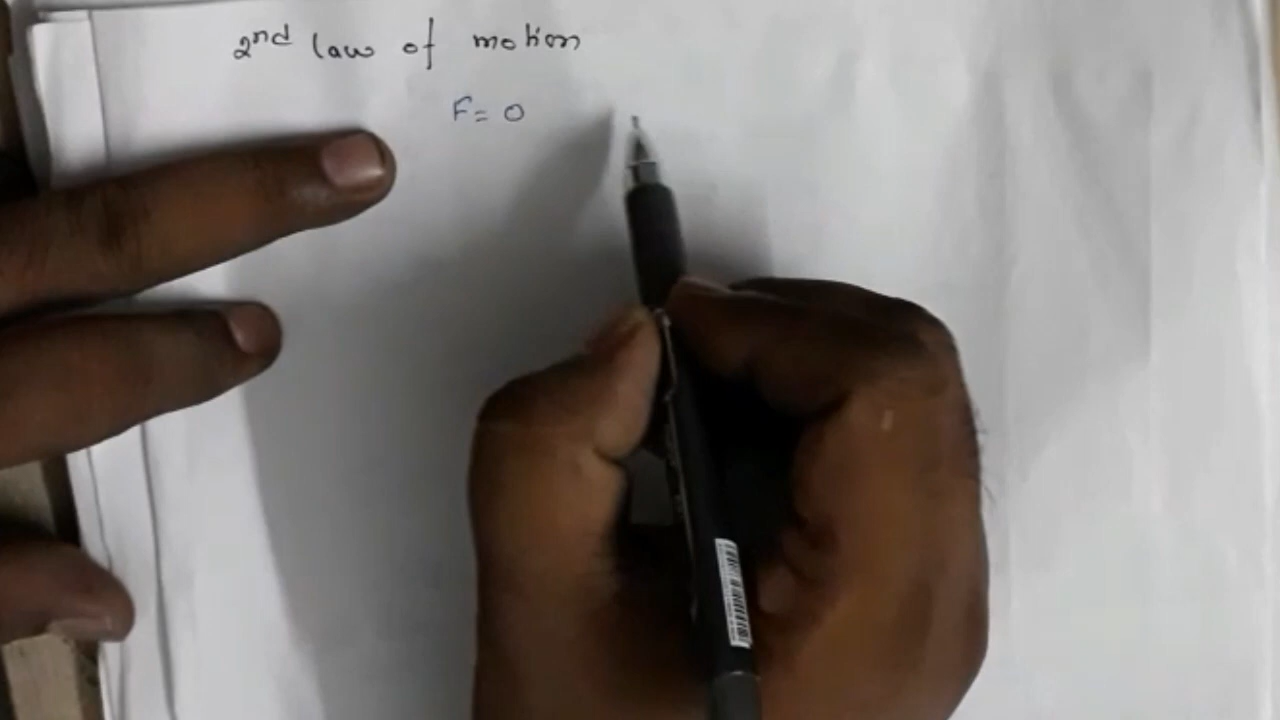 2nd law of motion
F = 0